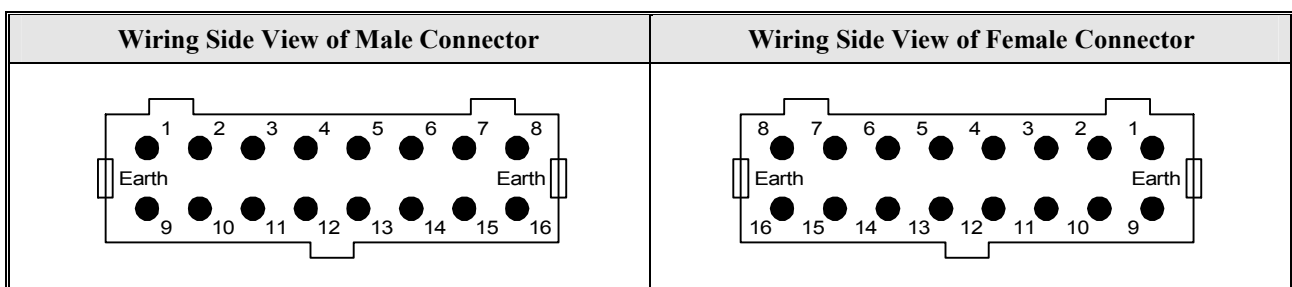 Wiring Side View of Male Connector
Wiring Side View of Female Connector
1 2 3 4 5 6 7 8
Earth Earth
9 10 11 12 13 14 15 16
8 7 6 5 4 3 2 1
Earth Earth
16 15 14 13 12 11 10 9